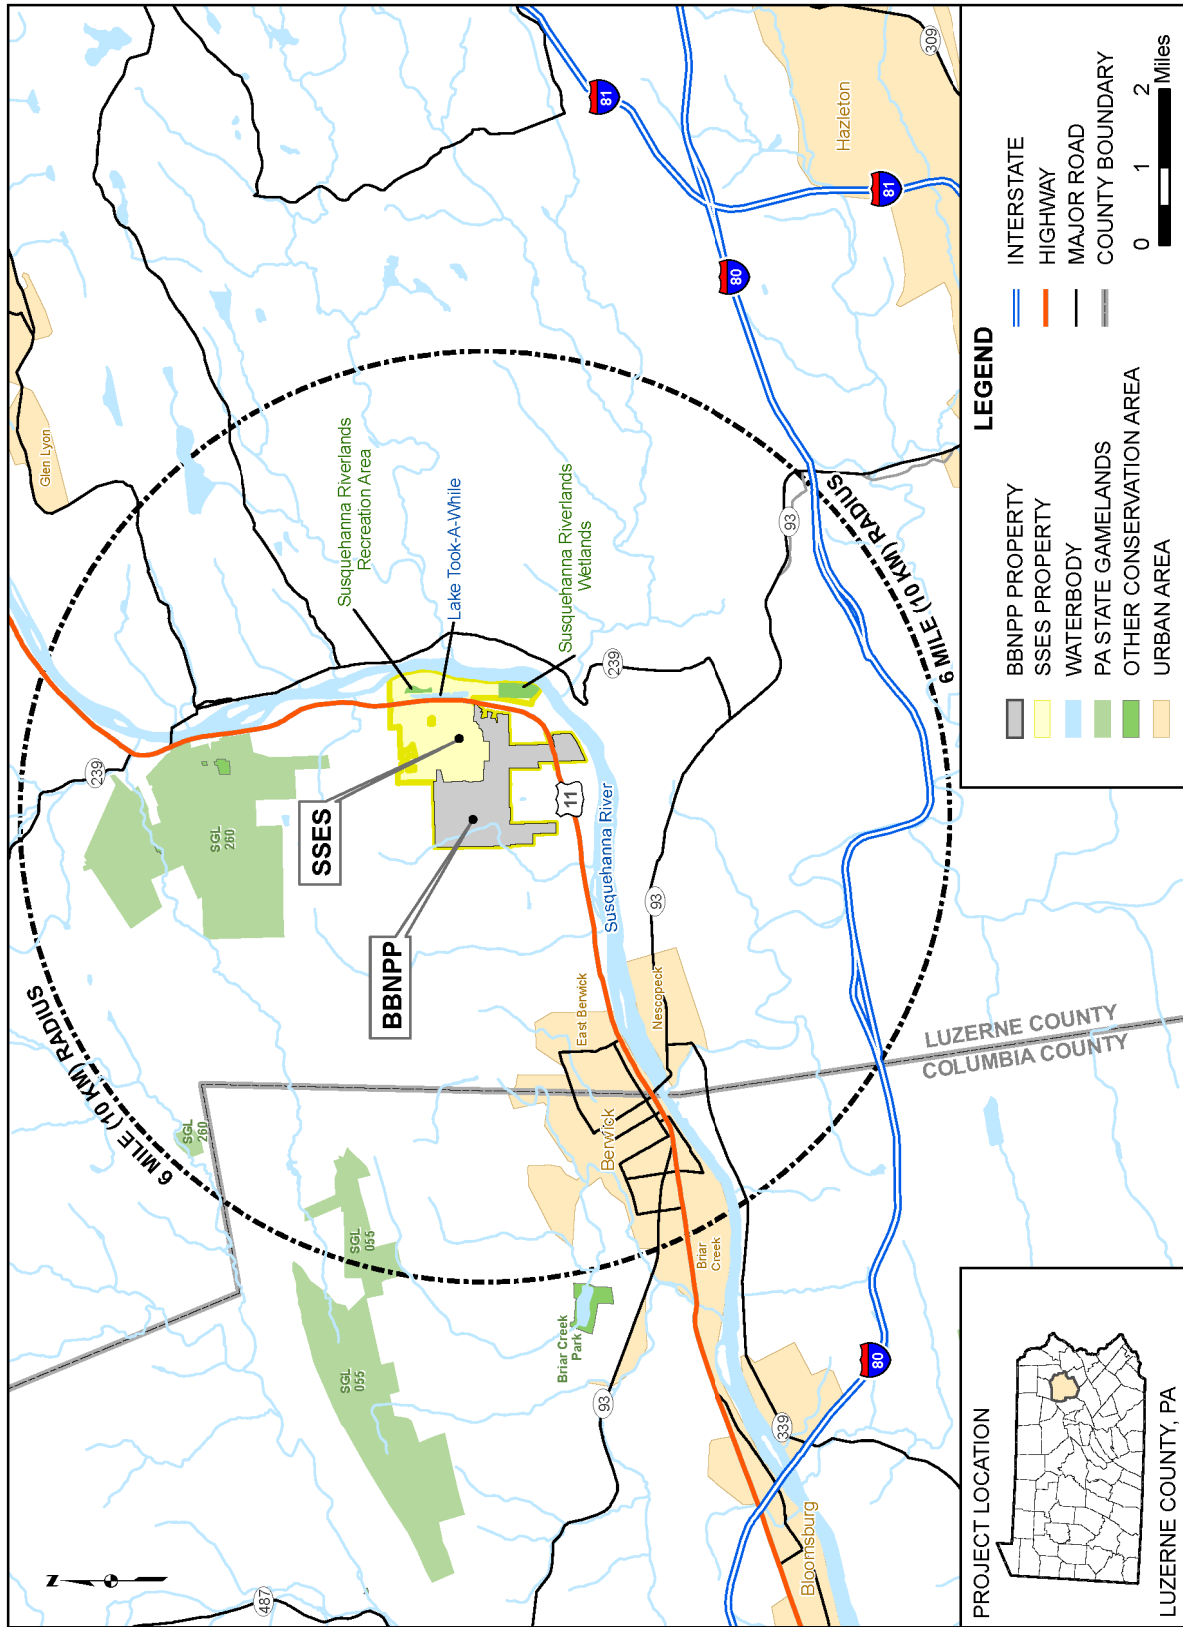 487
SGL
055
SGL
055
SGL
260
6 MILE (10 KM) RADIUS
SGL
260
239
Glen Lyon
SSES
BBNPP
Susquehanna Riverlands
Recreation Area
Lake Took-A-While
Susquehanna Riverlands
Wetlands
239
11
Susquehanna River
Briar Creek
Park
93
East Berwick
Berwick
Nescopeck
93
93
Briar
Creek
339
Bloomsburg
80
LUZERNE COUNTY
COLUMBIA COUNTY
6 MILE (10 KM) RADIUS
80
81
81
Hazleton
309
N
PROJECT LOCATION
LUZERNE COUNTY, PA
LEGEND
BBNPP PROPERTY
SSES PROPERTY
WATERBODY
PA STATE GAMELANDS
OTHER CONSERVATION AREA
URBAN AREA
INTERSTATE
HIGHWAY
MAJOR ROAD
COUNTY BOUNDARY
0 1 2
Miles